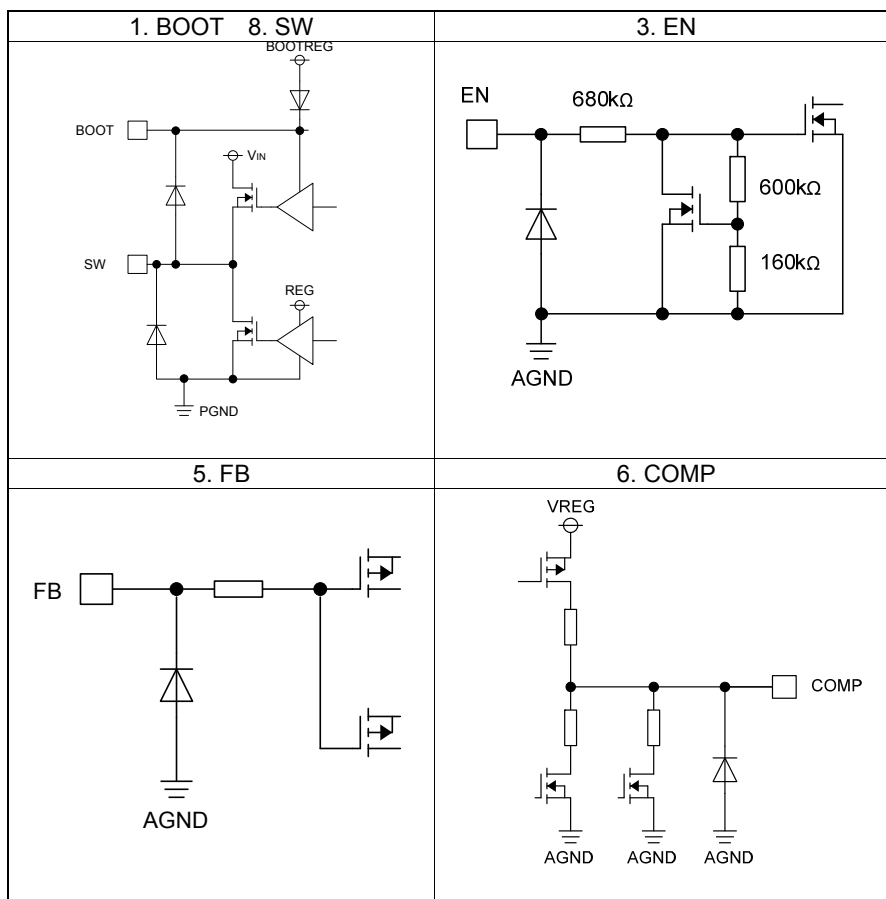 1. BOOT 8. SW
BOOTREG
BOOT
VIN
SW
REG
PGND
3. EN
EN
680kΩ
600kΩ
160kΩ
AGND
5. FB
FB
AGND
6. COMP
VREG
COMP
AGND AGND AGND